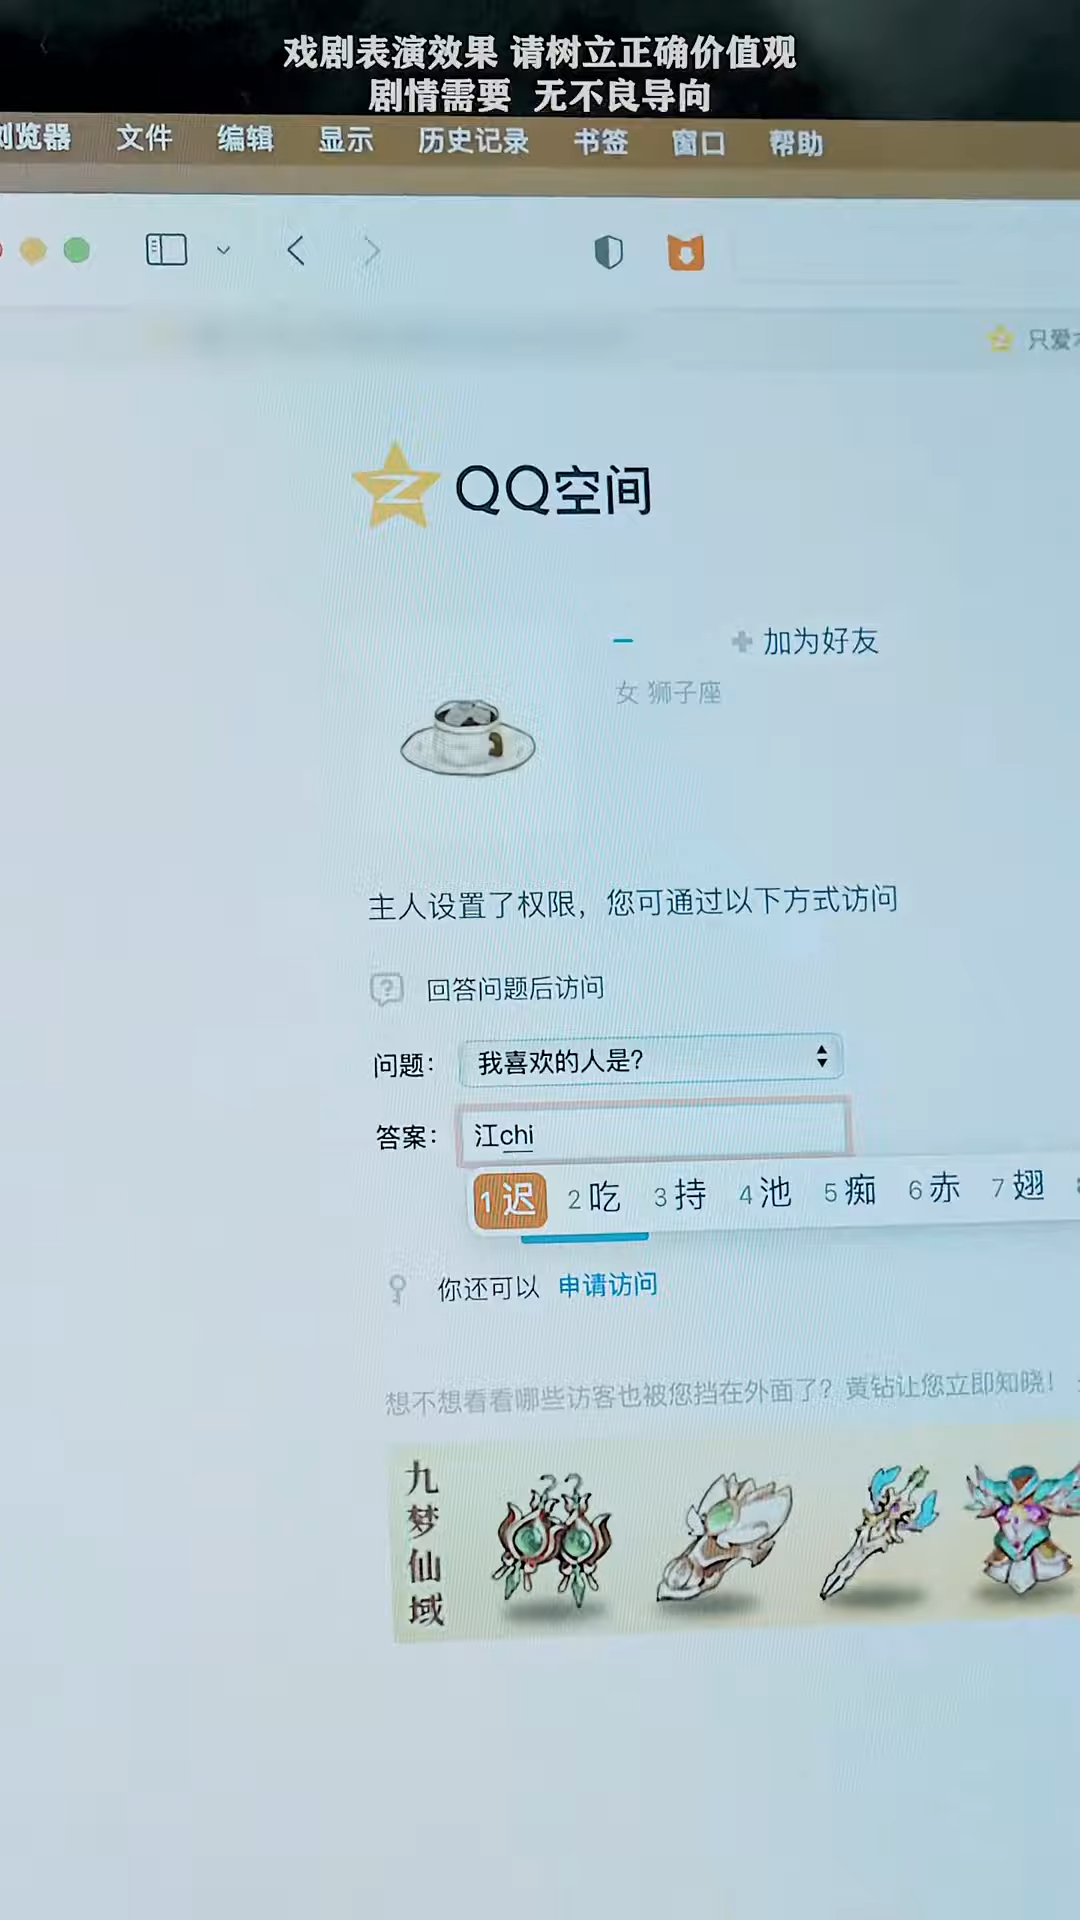 戏剧表演效果 请树立正确价值观
剧情需要 无不良导向
浏览器 文件 编辑 显示 历史记录 书签 窗口 帮助
只爱
QQ空间
加为好友
女 狮子座
主人设置了权限，您可通过以下方式访问
回答问题后访问
问题： 我喜欢的人是？
答案： 江chi
1 迟 2 吃 3 持 4 池 5 痴 6 赤 7 翅
你还可以 申请访问
想不想看看哪些访客也被您挡在外面了？黄钻让您立即知晓！
九梦仙域